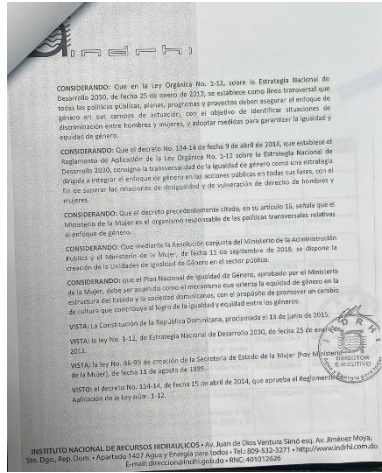 indrhi
CONSIDERANDO: Que en la Ley Orgánica No. 1-12, sobre la Estrategia Nacional de
Desarrollo 2030, de fecha 25 de enero de 2012, se establece como línea transversal que
todas las políticas públicas, planes, programas y proyectos deben asegurar el enfoque de
género en sus campos de actuación, con el objetivo de identificar situaciones de
discriminación entre hombres y mujeres, y adoptar medidas para garantizar la igualdad y
equidad de género.
CONSIDERANDO: Que el decreto No. 134-14 de fecha 9 de abril de 2014, que establece el
Reglamento de Aplicación de la Ley Orgánica No. 1-12 sobre la Estrategia Nacional de
Desarrollo 2030, consigna la transversalidad de la igualdad de género como una estrategia
dirigida a integrar el enfoque de género en las acciones públicas en todas sus fases, con el
fin de superar las relaciones de desigualdad y de vulneración de derecho de hombres y
mujeres.
CONSIDERANDO: Que el decreto precedentemente citado, en su artículo 16, señala que el
Ministerio de la Mujer es el organismo responsable de las políticas transversales relativas
al enfoque de género.
CONSIDERANDO: Que mediante la Resolución conjunta del Ministerio de la Administración
Pública y el Ministerio de la Mujer, de fecha 11 de septiembre de 2019, se dispone la
creación de la Unidades de Igualdad de Género en el sector público.
CONSIDERANDO: que el Plan Nacional de Igualdad de Género, aprobado por el Ministerio
de la Mujer, debe ser asumido como el mecanismo que orienta la equidad de género en la
estructura del Estado y la sociedad dominicanas, con el propósito de promover un cambio
de cultura que contribuya al logro de la igualdad y equidad entre los géneros.
VISTA: La Constitución de la República Dominicana, proclamada el 13 de junio de 2015.
VISTA: la ley No. 1-12, de Estrategia Nacional de Desarrollo 2030, de fecha 25 de enero de
2012.
VISTA: la ley No. 86-99 de creación de la Secretaría de Estado de la Mujer (hoy Ministerio
de la Mujer), de fecha 11 de agosto de 1999.
VISTO: el decreto No. 134-14, de fecha 15 de abril de 2014, que aprueba el Reglamento de
Aplicación de la Ley núm. 1-12.
INDRHI
DIRECTOR
EJECUTIVO
INSTITUTO NACIONAL DE RECURSOS HIDRAULICOS • Av. Juan de Dios Ventura Simó esq. Av. Jiménez Moya,
Sto. Dgo., Rep. Dom. • Apartado 1407 Agua y Energía para todos • Tel: 809-532-3271 • http://www.indrhi.com.do
E-mail: direccion@indhi.gob.do • RNC: 401012626